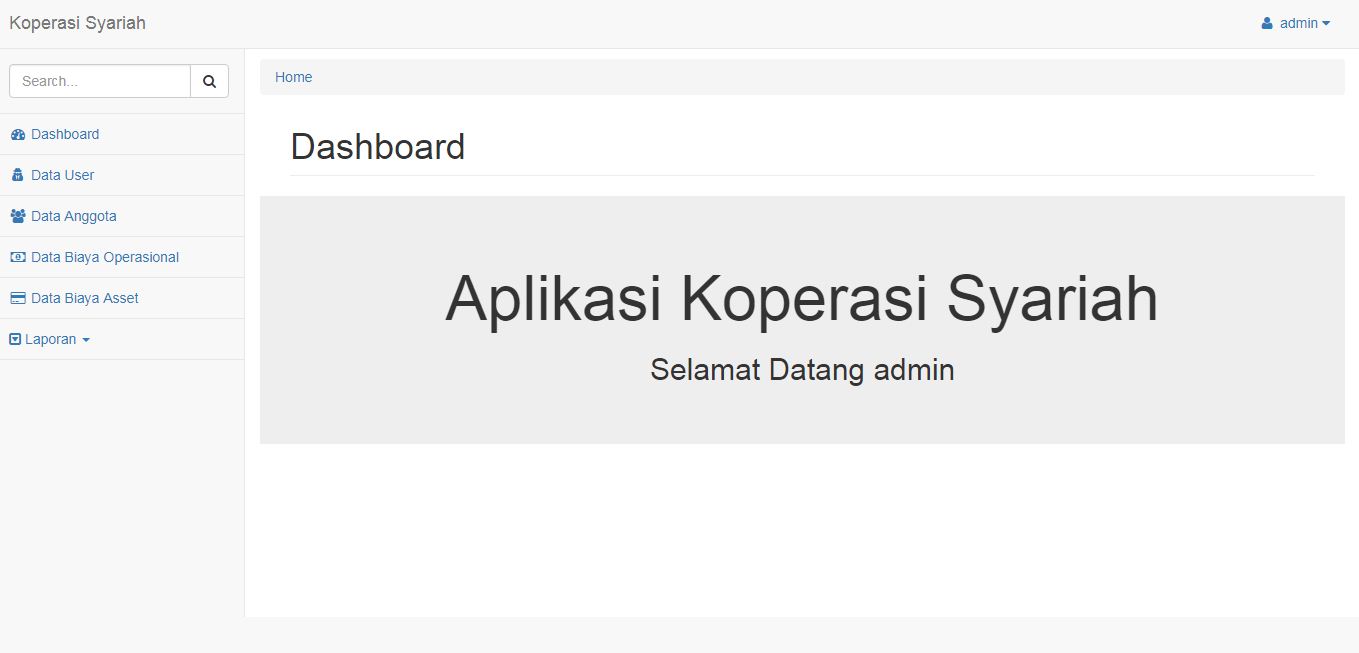 Koperasi Syariah
admin
Search...
Home
Dashboard
Data User
Data Anggota
Data Biaya Operasional
Data Biaya Asset
Laporan
Dashboard
Aplikasi Koperasi Syariah
Selamat Datang admin